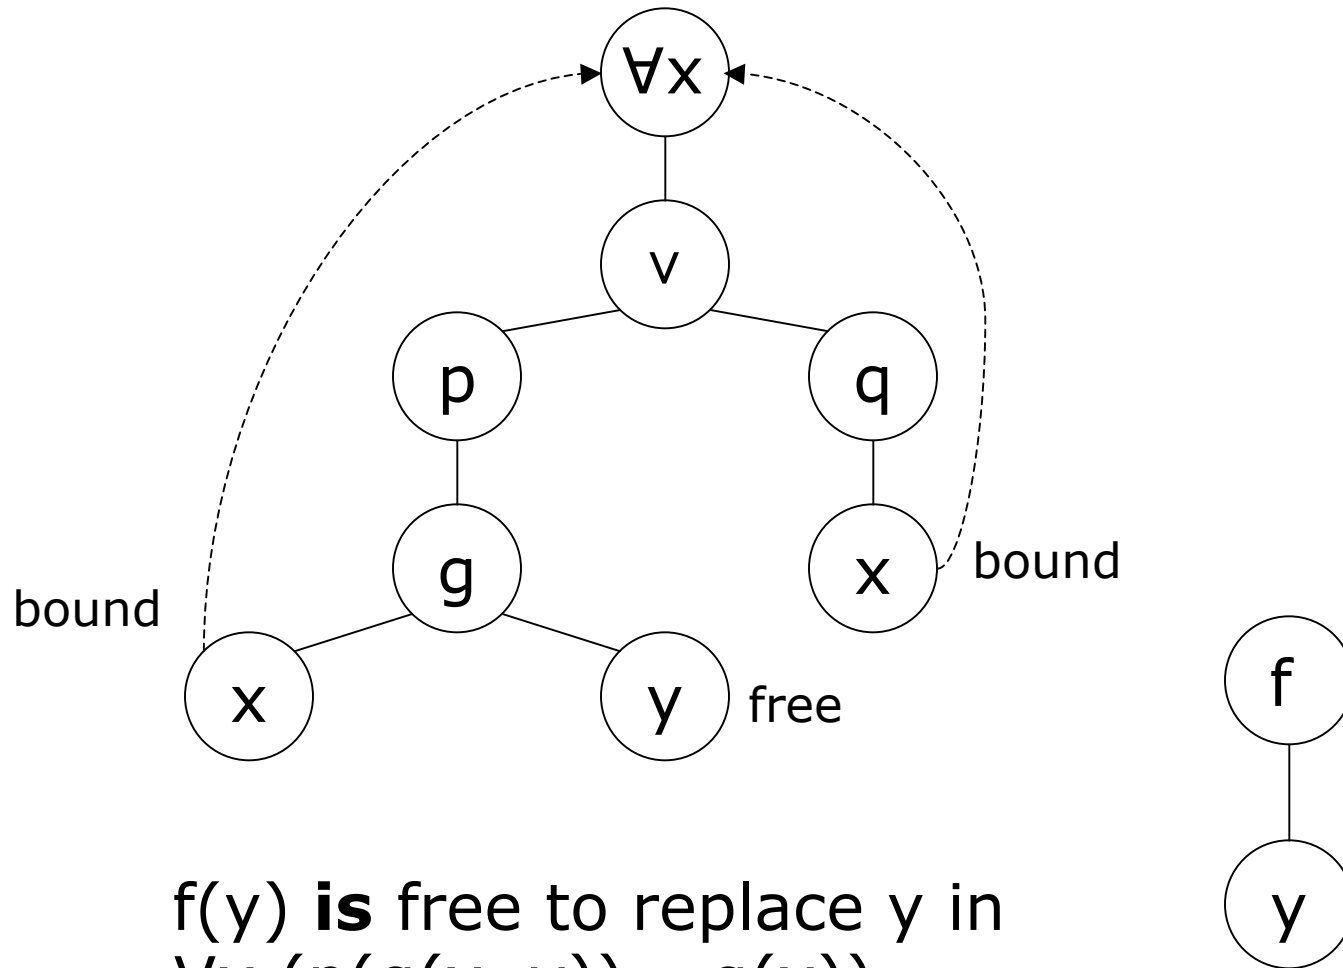 ∀x
v
p
q
g
x
bound
bound
x
y
free
f
y
f(y) is free to replace y in